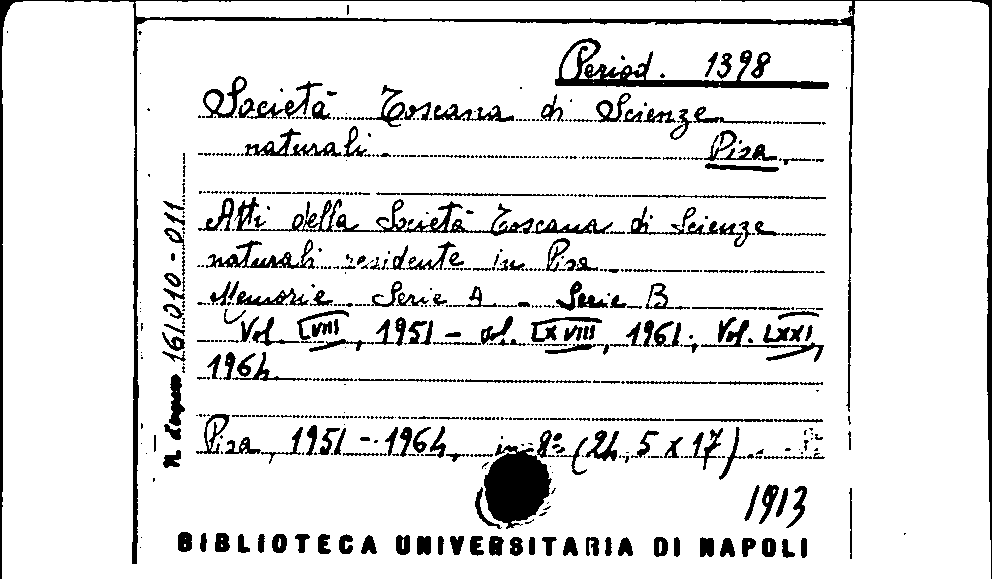 Period. 1398
Società Toscana di Scienze
naturali. Pisa.
Atti della Società Toscana di Scienze
naturali residente in Pisa.
Memorie. Serie A - Serie B
Vol. LVIII, 1951 - vol. LXVIII, 1961; Vol. LXXI,
1964.
Pisa, 1951 - 1964, in-8° (24,5 x 17)
1913
N. d'ingresso 161010-011
BIBLIOTECA UNIVERSITARIA DI NAPOLI